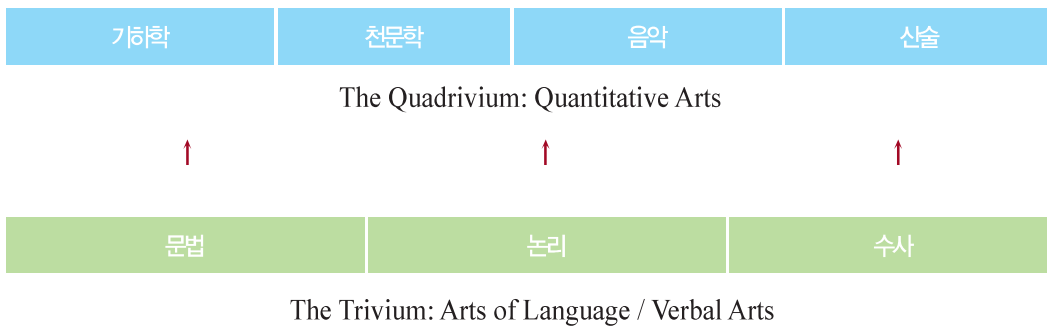 기하학 천문학 음악 산술
The Quadrivium: Quantitative Arts
문법 논리 수사
The Trivium: Arts of Language / Verbal Arts